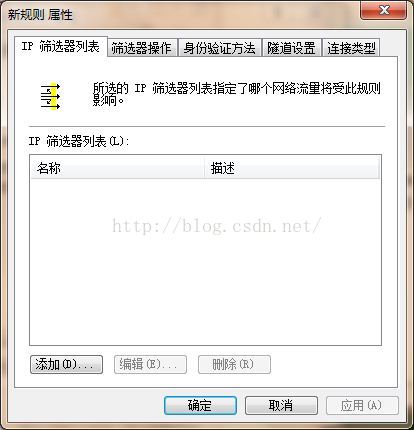 新规则 属性
IP 筛选器列表 筛选器操作 身份验证方法 隧道设置 连接类型
所选的 IP 筛选器列表指定了哪个网络流量将受此规则
影响。
IP 筛选器列表(L):
名称 描述
http://blog.csdn.net/
添加(D)... 编辑(E)... 删除(R)
确定 取消 应用(A)